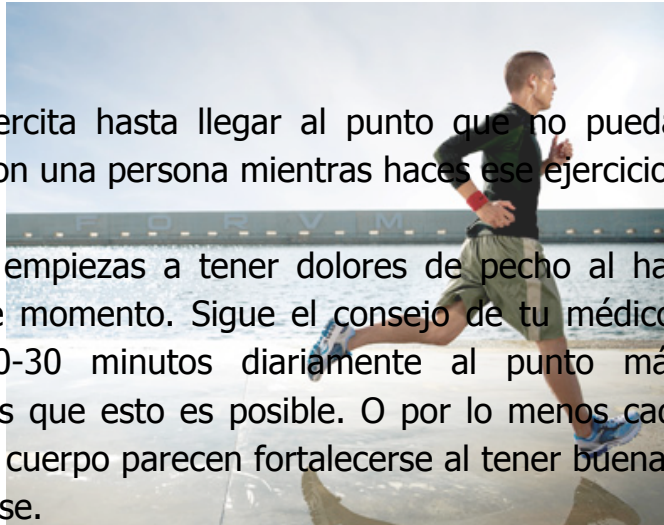 ercita hasta llegar al punto que no pueda
on una persona mientras haces ese ejercicio
F O R V M
empiezas a tener dolores de pecho al ha
e momento. Sigue el consejo de tu médico
0-30 minutos diariamente al punto má
s que esto es posible. O por lo menos cad
cuerpo parecen fortalecerse al tener buena
se.